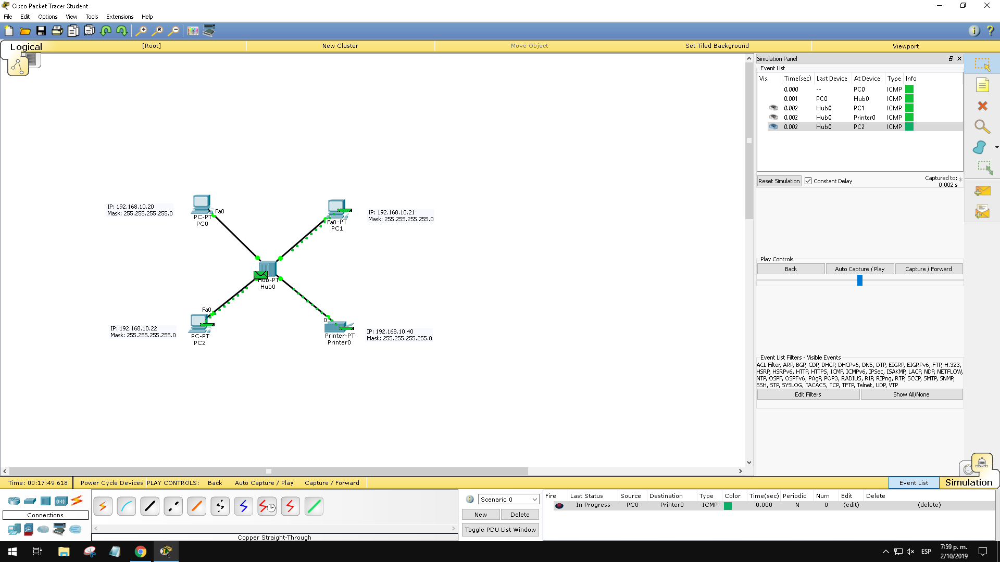 Cisco Packet Tracer Student
File Edit Options View Tools Extensions Help
Logical [Root] New Cluster Move Object Set Tiled Background Viewport
Simulation Panel
Event List
Vis. Time(sec) Last Device At Device Type Info
0.000 -- PC0 ICMP
0.001 PC0 Hub0 ICMP
0.002 Hub0 PC1 ICMP
0.002 Hub0 Printer0 ICMP
0.002 Hub0 PC2 ICMP
Reset Simulation Constant Delay Captured to: *
0.002 s
IP: 192.168.10.20
Mask: 255.255.255.255.0
Fa0
PC-PT
PC0
IP: 192.168.10.21
Mask: 255.255.255.255.0
Fa0-PT
PC1
Hub-PT
Hub0
Fa0
IP: 192.168.10.22
Mask: 255.255.255.255.0
PC-PT
PC2
0
Printer-PT
Printer0
IP: 192.168.10.40
Mask: 255.255.255.255.0
Play Controls
Back Auto Capture / Play Capture / Forward
Event List Filters - Visible Events
ACL Filter, ARP, BGP, CDP, DHCP, DHCPv6, DNS, DTP, EIGRP, EIGRPv6, FTP, H.323,
HSRP, HSRPv6, HTTP, HTTPS, ICMP, ICMPv6, IPSec, ISAKMP, LACP, NDP, NETFLOW,
NTP, OSPF, OSPFv6, PAgP, POP3, RADIUS, RIP, RIPng, RTP, SCCP, SMTP, SNMP,
SSH, STP, SYSLOG, TACACS, TCP, TFTP, Telnet, UDP, VTP
Edit Filters Show All/None
Time: 00:17:49.618 Power Cycle Devices PLAY CONTROLS: Back Auto Capture / Play Capture / Forward Event List Simulation
Connections
Copper Straight-Through
Scenario 0
New Delete
Toggle PDU List Window
Fire Last Status Source Destination Type Color Time(sec) Periodic Num Edit Delete
In Progress PC0 Printer0 ICMP 0.000 N 0 (edit) (delete)
ESP
7:59 p. m.
2/10/2019